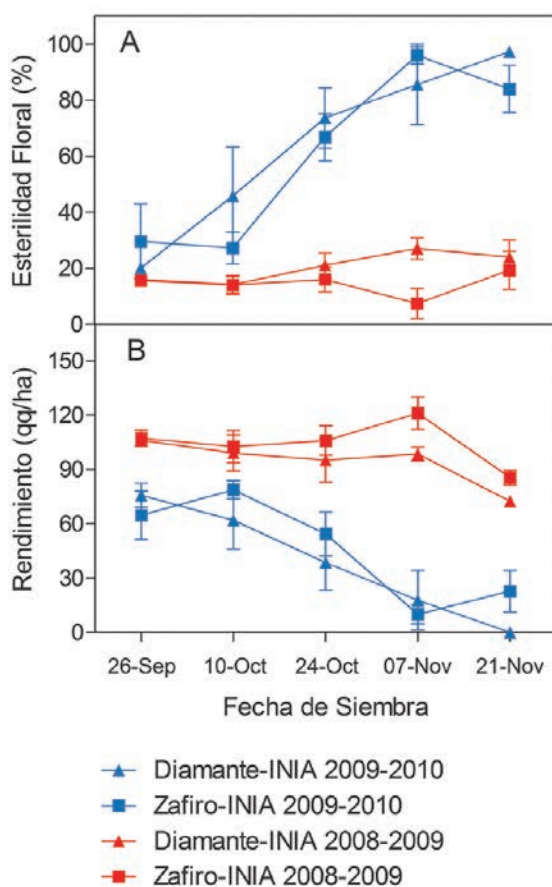 A
Esterilidad Floral (%)
100
80
60
40
20
0
B
Rendimiento (qq/ha)
150
120
90
60
30
0
26-Sep 10-Oct 24-Oct 07-Nov 21-Nov
Fecha de Siembra
Diamante-INIA 2009-2010
Zafiro-INIA 2009-2010
Diamante-INIA 2008-2009
Zafiro-INIA 2008-2009